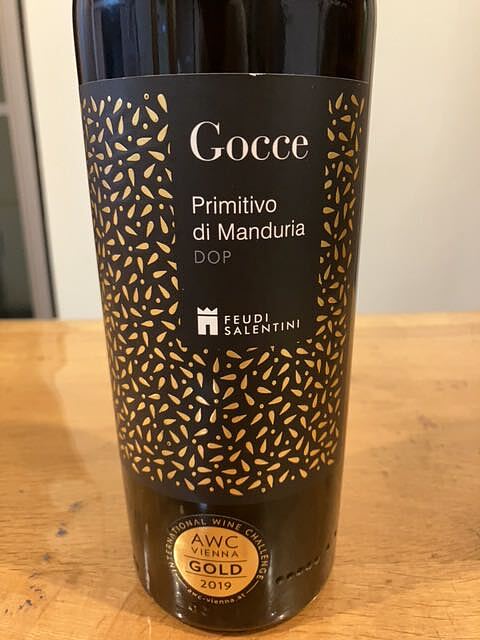 Gocce
Primitivo
di Manduria
DOP
FEUDI
SALENTINI
INTERNATIONAL WINE CHALLENGE
AWC
VIENNA
GOLD
2019
awc-vienna.at